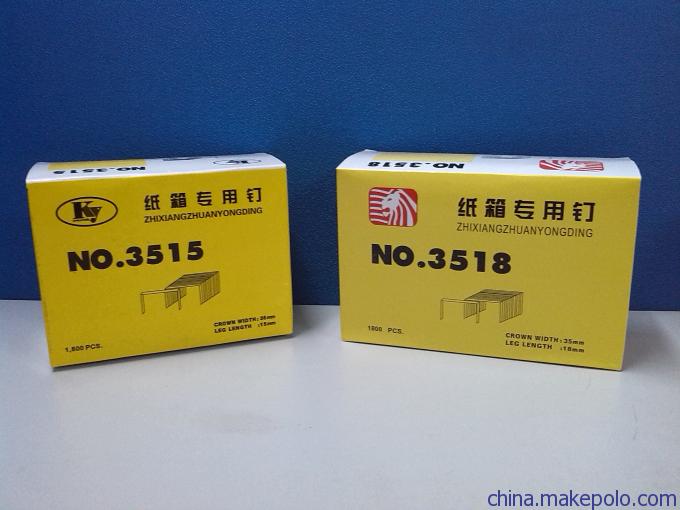 NO.3515
Ky
Ky
纸箱专用钉
ZHIXIANGZHUANYONGDING
NO.3515
1,800 PCS.
CROWN WIDTH: 35mm
LEG LENGTH :15mm
NO.3518
纸箱专用钉
ZHIXIANGZHUANYONGDING
NO.3518
1800 PCS.
CROWN WIDTH: 35mm
LEG LENGTH :18mm
china.makepolo.com